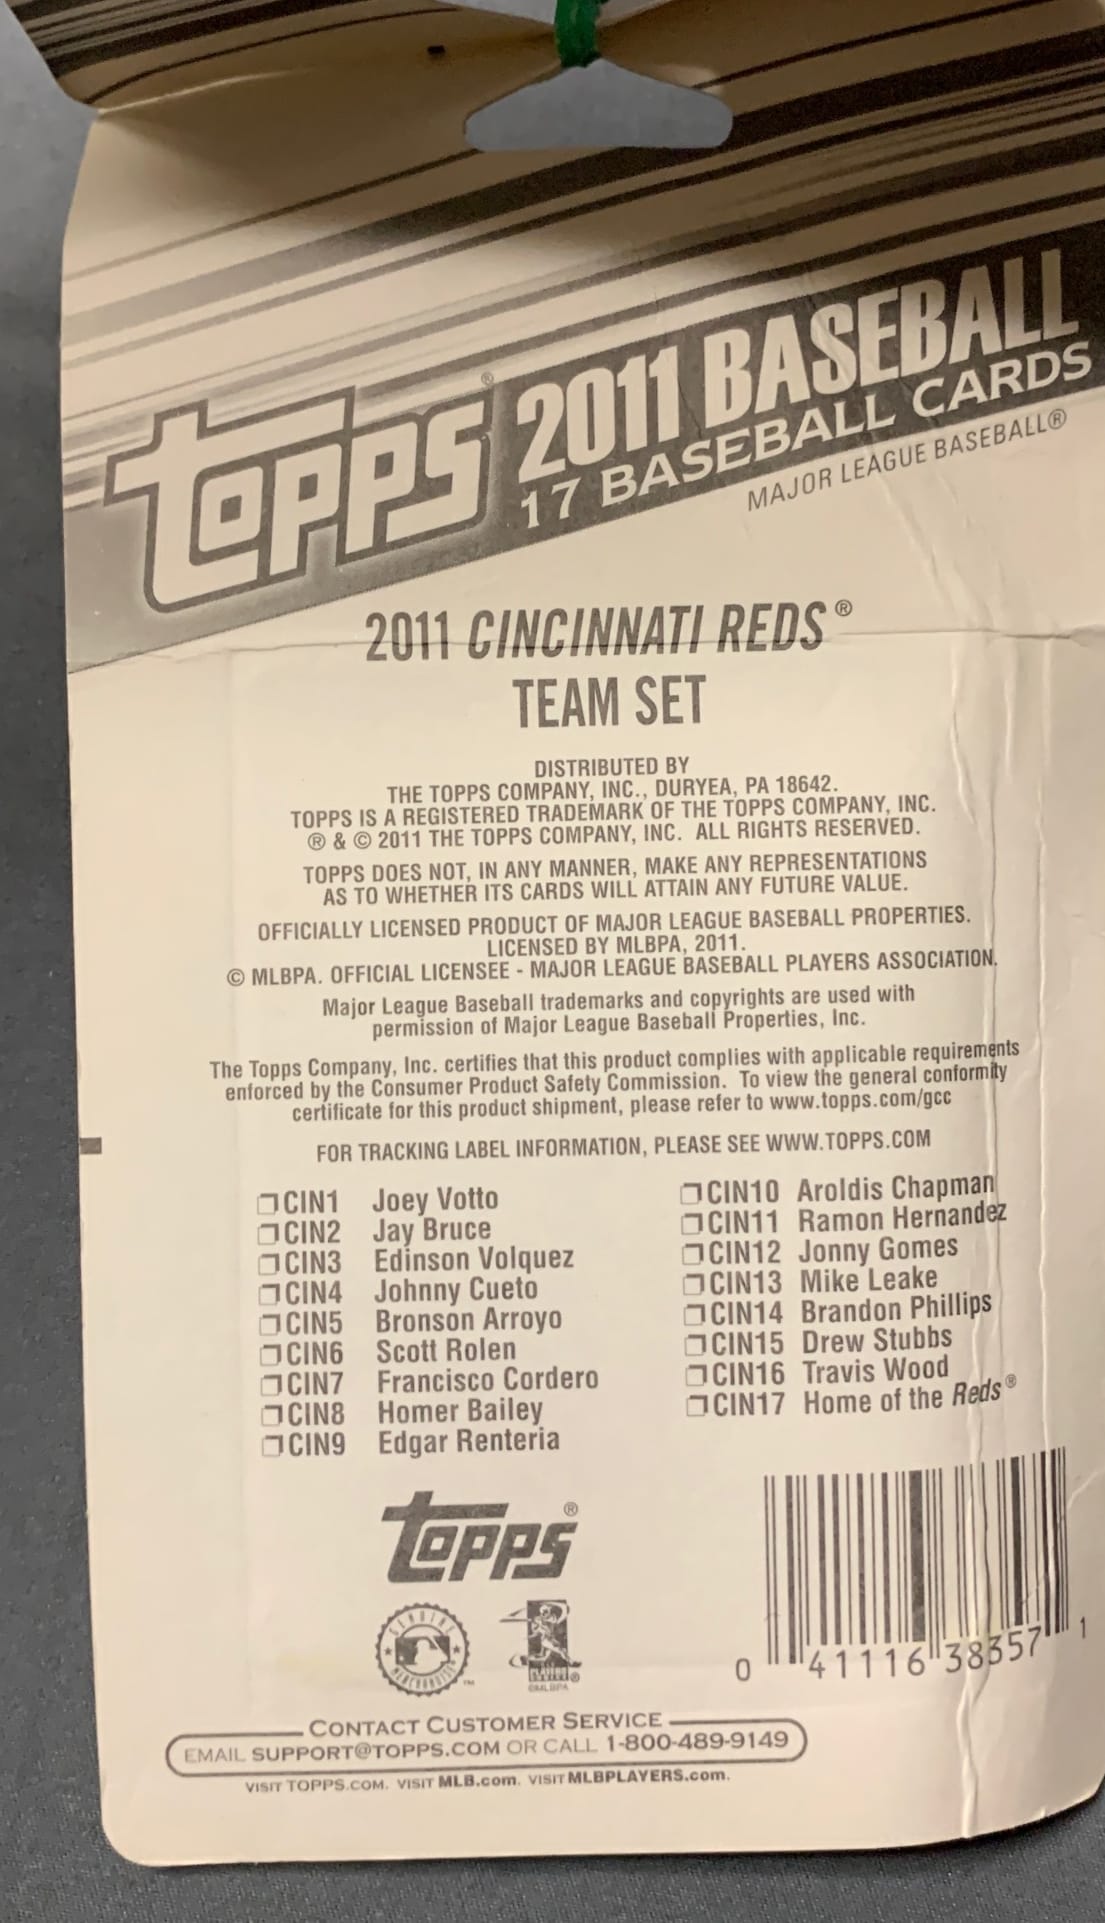 TOPPS® 2011 BASEBALL
17 BASEBALL CARDS
MAJOR LEAGUE BASEBALL®
2011 CINCINNATI REDS®
TEAM SET
DISTRIBUTED BY
THE TOPPS COMPANY, INC., DURYEA, PA 18642.
TOPPS IS A REGISTERED TRADEMARK OF THE TOPPS COMPANY, INC.
® & © 2011 THE TOPPS COMPANY, INC. ALL RIGHTS RESERVED.
TOPPS DOES NOT, IN ANY MANNER, MAKE ANY REPRESENTATIONS
AS TO WHETHER ITS CARDS WILL ATTAIN ANY FUTURE VALUE.
OFFICIALLY LICENSED PRODUCT OF MAJOR LEAGUE BASEBALL PROPERTIES.
LICENSED BY MLBPA, 2011.
© MLBPA. OFFICIAL LICENSEE - MAJOR LEAGUE BASEBALL PLAYERS ASSOCIATION.
Major League Baseball trademarks and copyrights are used with
permission of Major League Baseball Properties, Inc.
The Topps Company, Inc. certifies that this product complies with applicable requirements
enforced by the Consumer Product Safety Commission. To view the general conformity
certificate for this product shipment, please refer to www.topps.com/gcc
FOR TRACKING LABEL INFORMATION, PLEASE SEE WWW.TOPPS.COM
CIN1 Joey Votto
CIN2 Jay Bruce
CIN3 Edinson Volquez
CIN4 Johnny Cueto
CIN5 Bronson Arroyo
CIN6 Scott Rolen
CIN7 Francisco Cordero
CIN8 Homer Bailey
CIN9 Edgar Renteria
CIN10 Aroldis Chapman
CIN11 Ramon Hernandez
CIN12 Jonny Gomes
CIN13 Mike Leake
CIN14 Brandon Phillips
CIN15 Drew Stubbs
CIN16 Travis Wood
CIN17 Home of the Reds®
TOPPS®
GENUINE MERCHANDISE ™
©MLBPA
0 41116 38357 1
CONTACT CUSTOMER SERVICE
EMAIL SUPPORT@TOPPS.COM OR CALL 1-800-489-9149
VISIT TOPPS.COM. VISIT MLB.com. VISIT MLBPLAYERS.com.